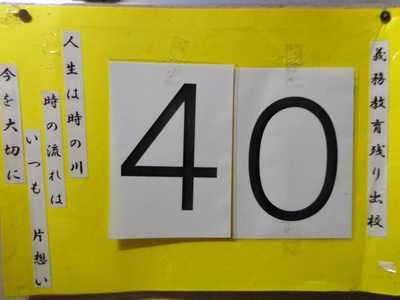 義務教育残り出校
40
人生は時の川
時の流れは
いつも片想い
今を大切に